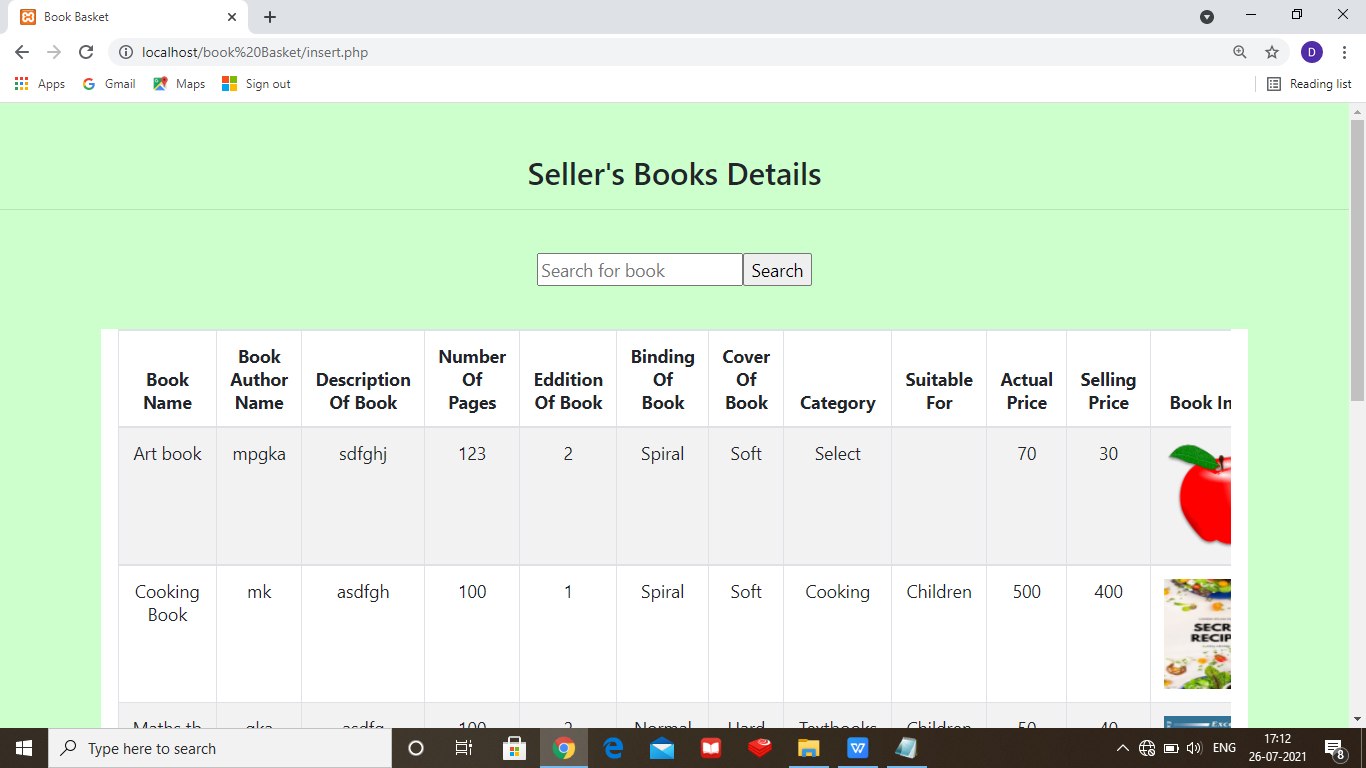 Book Basket
localhost/book%20Basket/insert.php
D
Apps
Gmail
Maps
Sign out
Reading list
Seller's Books Details
Search for book
Search
Book Name
Book Author Name
Description Of Book
Number Of Pages
Eddition Of Book
Binding Of Book
Cover Of Book
Category
Suitable For
Actual Price
Selling Price
Book In
Art book mpgka sdfghj 123 2 Spiral Soft Select 70 30
Cooking Book mk asdfgh 100 1 Spiral Soft Cooking Children 500 400
SECR
RECIP
Maths th gka asdfg 100 2 Normal Hard Textbooks Children 50 40
Type here to search
W
ENG
17:12
26-07-2021
8